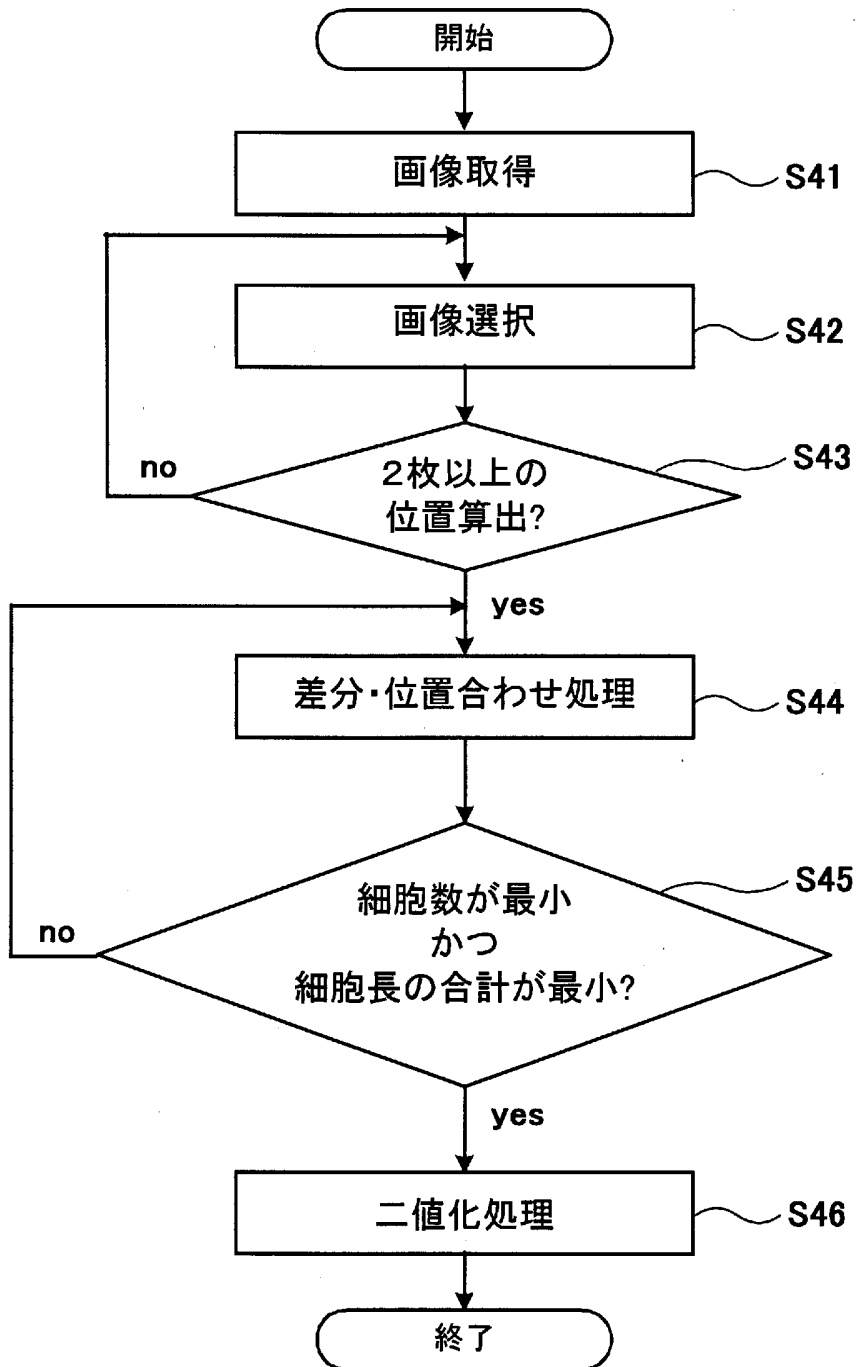 開始
画像取得
S41
画像選択
S42
no
2枚以上の
位置算出?
S43
yes
差分・位置合わせ処理
S44
no
細胞数が最小
かつ
細胞長の合計が最小?
S45
yes
二値化処理
S46
終了